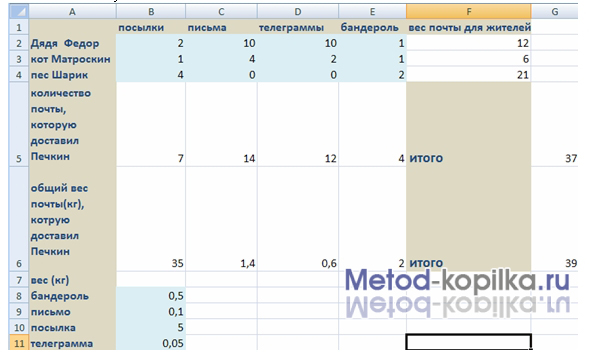 A B C D E F G
1 посылки письма телеграммы бандероль вес почты для жителей
2 Дядя Федор 2 10 10 1 12
3 кот Матроскин 1 4 2 1 6
4 пес Шарик 4 0 0 2 21
количество
почты,
которую
доставил
5 Печкин 7 14 12 4 итого 37
общий вес
почты(кг),
котрую
доставил
6 Печкин 35 1,4 0,6 2 итого 39
7 вес (кг)
8 бандероль 0,5
9 письмо 0,1
10 посылка 5
11 телеграмма 0,05
Metod-kopilka.ru